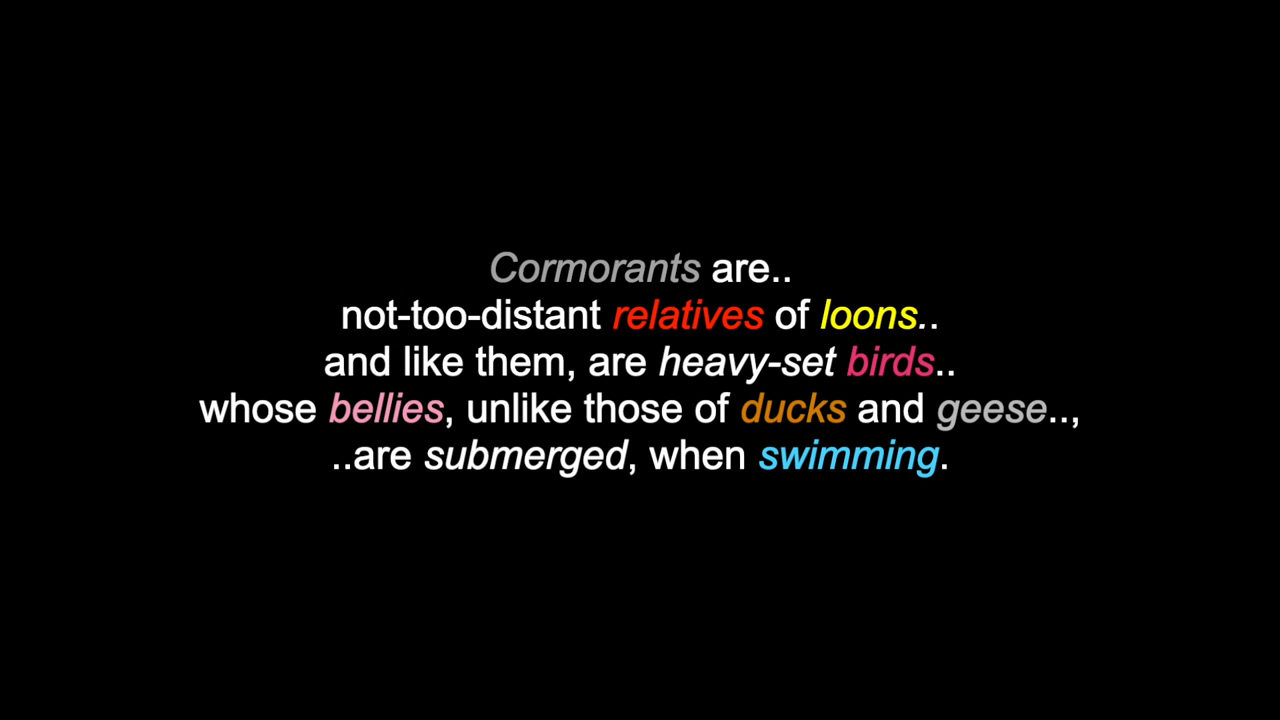 Cormorants are..
not-too-distant relatives of loons..
and like them, are heavy-set birds..
whose bellies, unlike those of ducks and geese..,
..are submerged, when swimming.